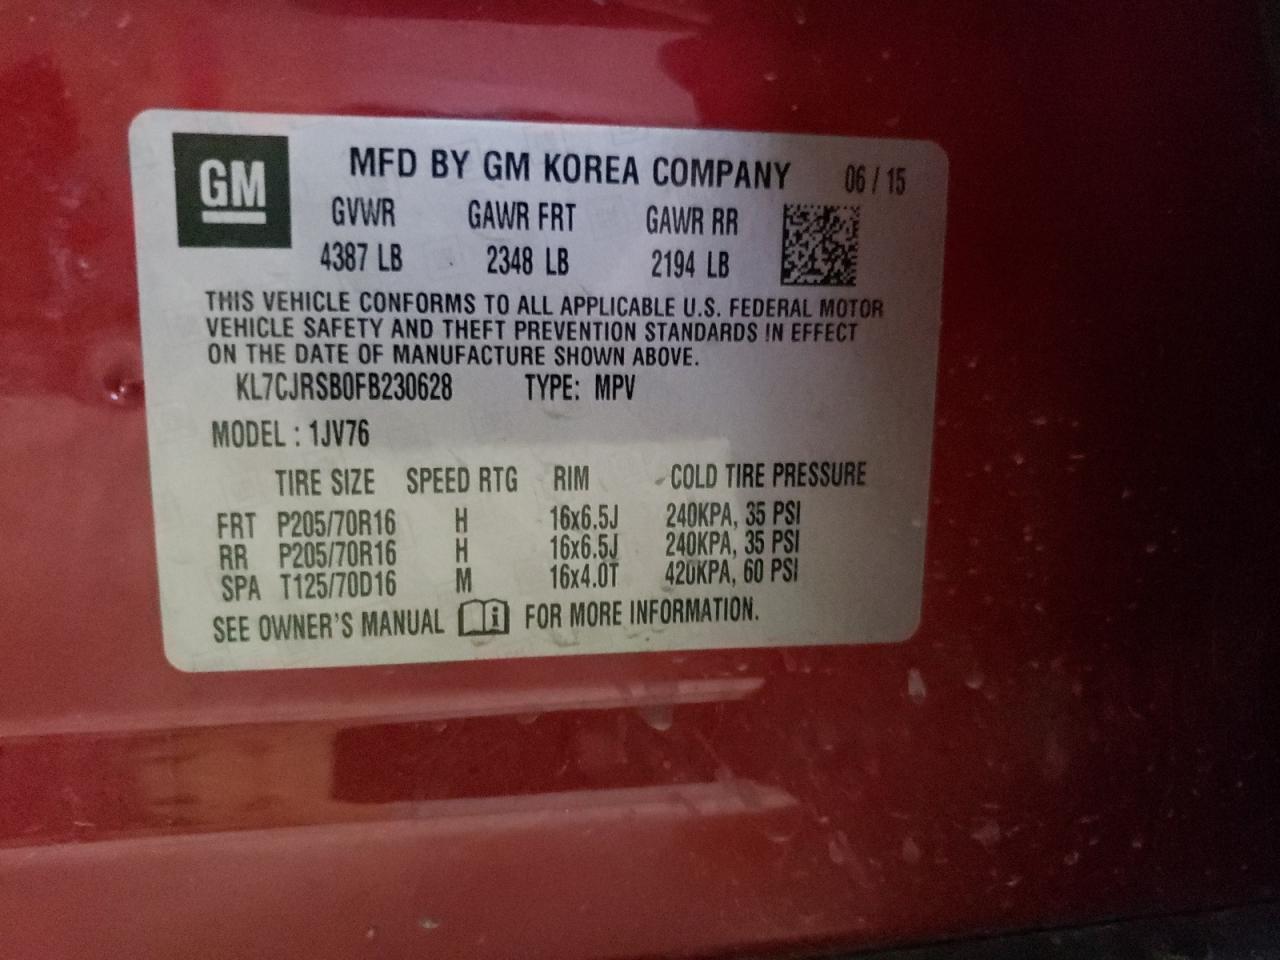 GM
MFD BY GM KOREA COMPANY 06 / 15
GVWR GAWR FRT GAWR RR
4387 LB 2348 LB 2194 LB
THIS VEHICLE CONFORMS TO ALL APPLICABLE U.S. FEDERAL MOTOR
VEHICLE SAFETY AND THEFT PREVENTION STANDARDS IN EFFECT
ON THE DATE OF MANUFACTURE SHOWN ABOVE.
KL7CJRSB0FB230628 TYPE: MPV
MODEL : 1JV76
TIRE SIZE SPEED RTG RIM COLD TIRE PRESSURE
FRT P205/70R16 H 16x6.5J 240KPA, 35 PSI
RR P205/70R16 H 16x6.5J 240KPA, 35 PSI
SPA T125/70D16 M 16x4.0T 420KPA, 60 PSI
SEE OWNER'S MANUAL i FOR MORE INFORMATION.